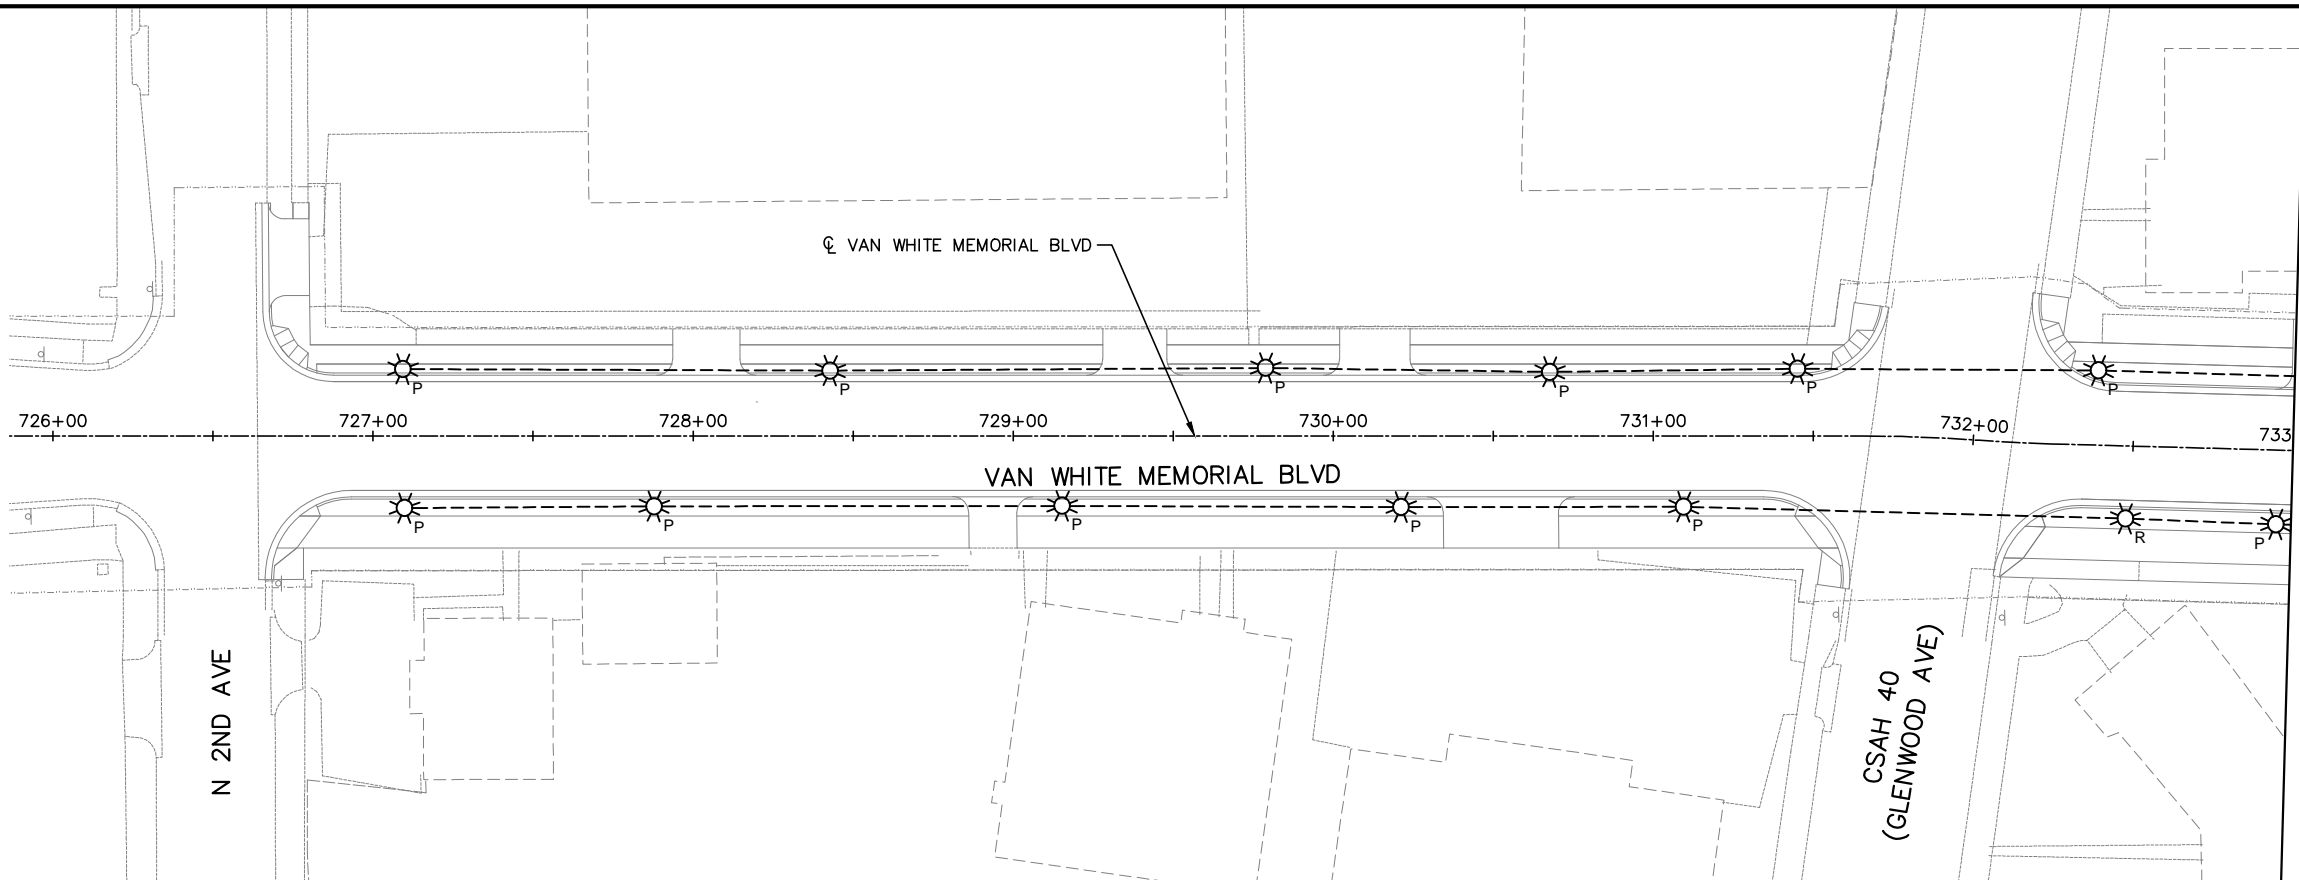 ℄ VAN WHITE MEMORIAL BLVD
P P P P P P
726+00 727+00 728+00 729+00 730+00 731+00 732+00 733
VAN WHITE MEMORIAL BLVD
P P P P P R P
N 2ND AVE
CSAH 40
(GLENWOOD AVE)